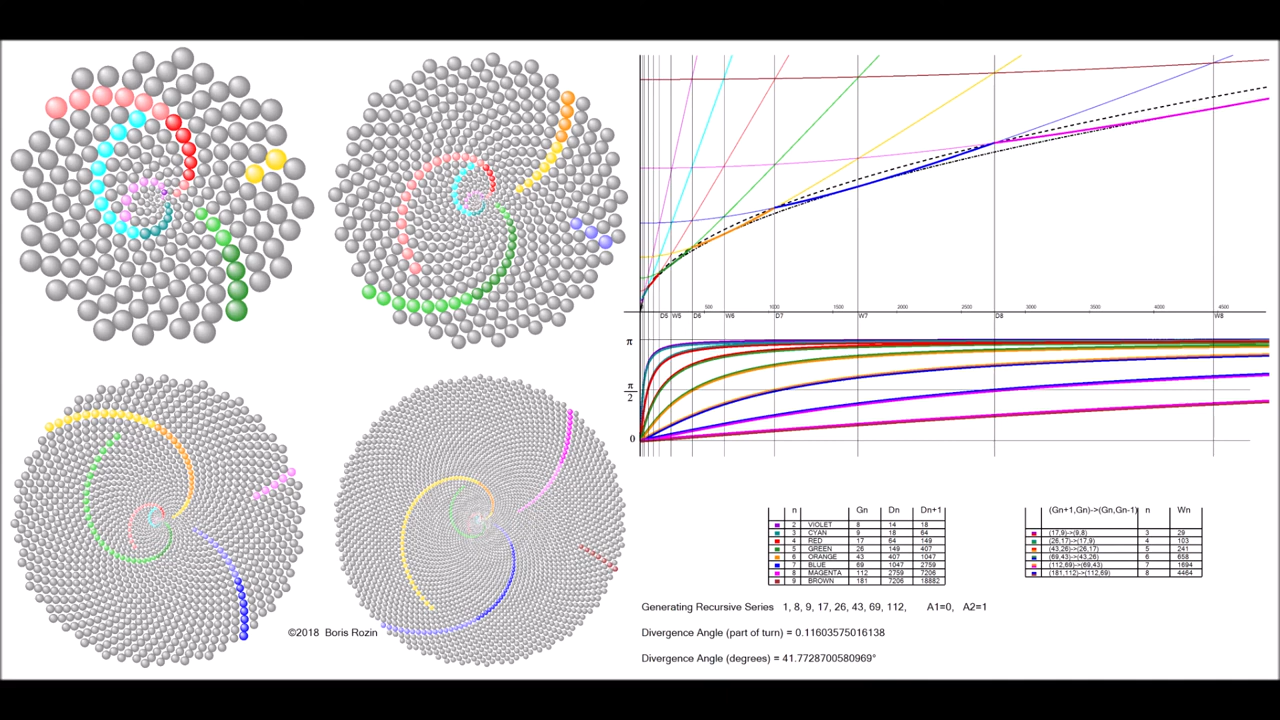 500 1000 1500 2000 2500 3000 3500 4000 4500
D5 W5 D6 W6 D7 W7 D8 W8
π
π
2
0
n Gn Dn Dn+1
2 VIOLET 8 14 18
3 CYAN 9 18 64
4 RED 17 64 149
5 GREEN 26 149 407
6 ORANGE 43 407 1047
7 BLUE 69 1047 2759
8 MAGENTA 112 2759 7206
9 BROWN 181 7206 18882
(Gn+1,Gn)->(Gn,Gn-1) n Wn
(17,9)->(9,8) 3 29
(26,17)->(17,9) 4 103
(43,26)->(26,17) 5 241
(69,43)->(43,26) 6 658
(112,69)->(69,43) 7 1694
(181,112)->(112,69) 8 4464
Generating Recursive Series 1, 8, 9, 17, 26, 43, 69, 112, A1=0, A2=1
©2018 Boris Rozin
Divergence Angle (part of turn) = 0.11603575016138
Divergence Angle (degrees) = 41.7728700580969°